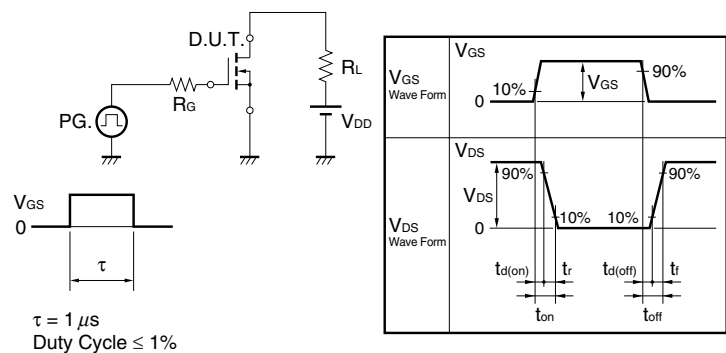 D.U.T.
RL
RG
PG.
VDD
VGS
0
τ
τ = 1 μs
Duty Cycle ≤ 1%
VGS
Wave Form
VGS
10%
VGS
90%
0
VDS
Wave Form
VDS
90%
VDS
90%
10%
10%
0
td(on)
tr
td(off)
tf
ton
toff